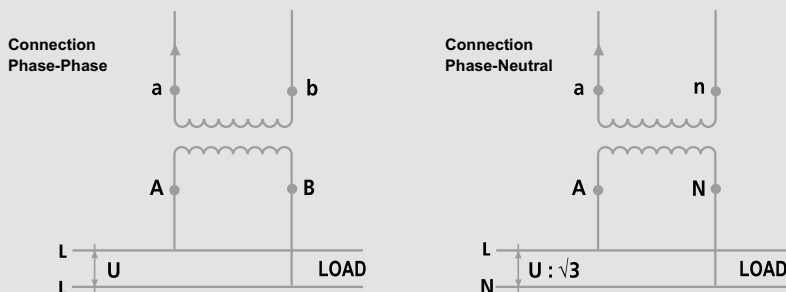 Connection
Phase-Phase
a
b
A
B
L
U
LOAD
L
Connection
Phase-Neutral
a
n
A
N
L
U : √3
LOAD
N